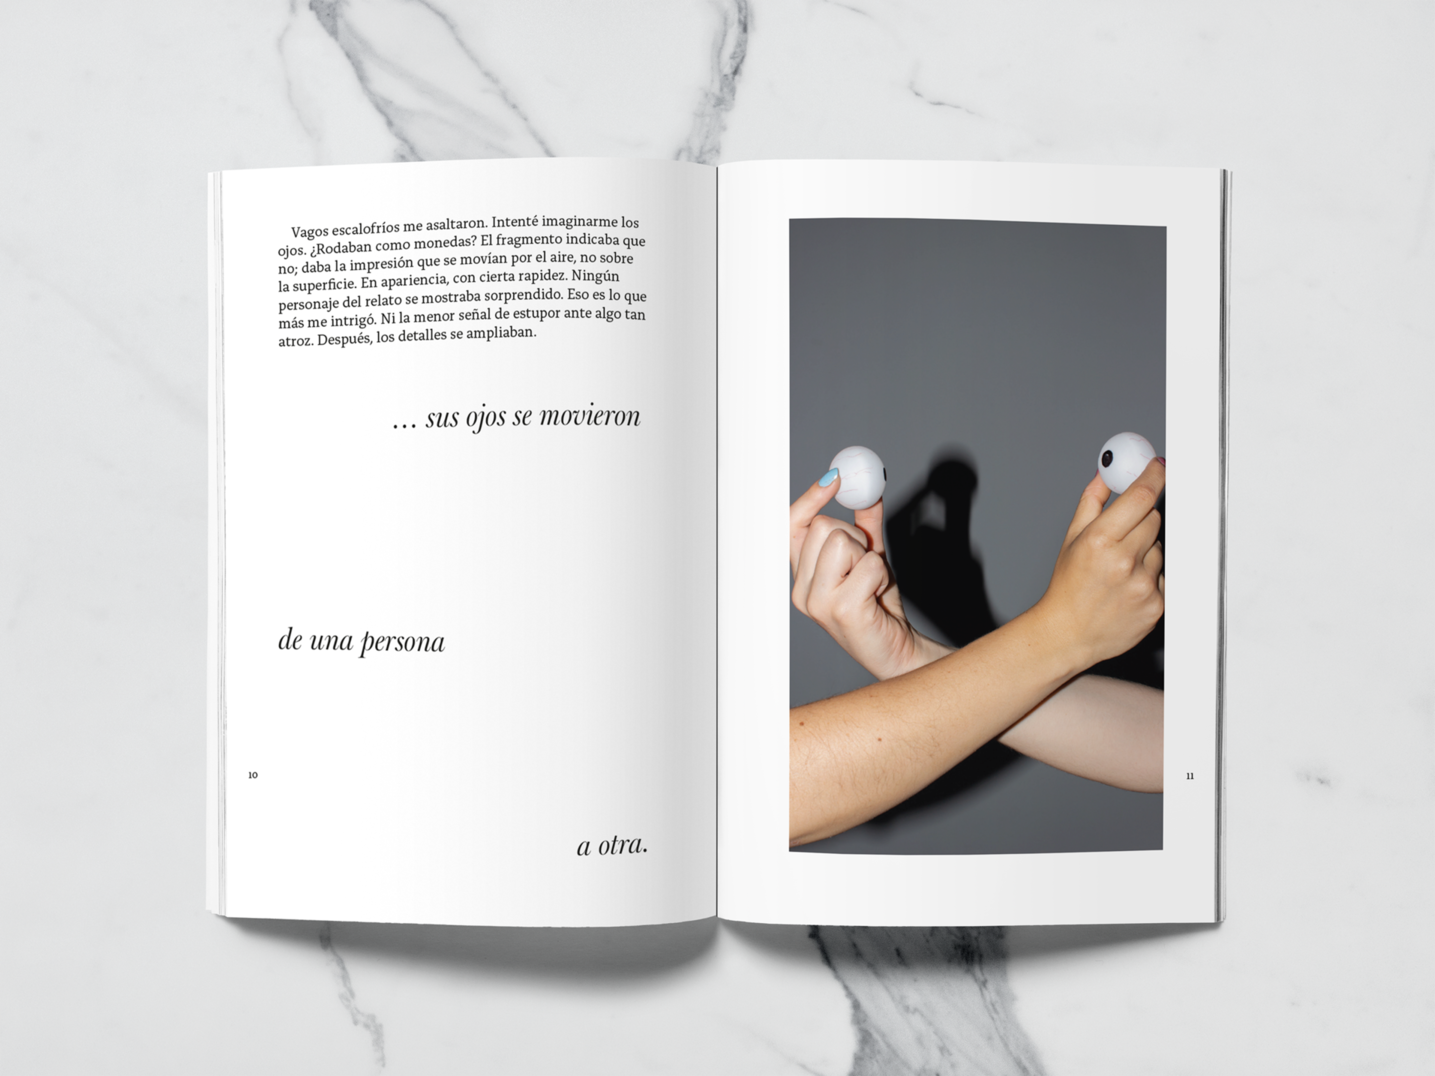 Vagos escalofríos me asaltaron. Intenté imaginarme los
ojos. ¿Rodaban como monedas? El fragmento indicaba que
no; daba la impresión que se movían por el aire, no sobre
la superficie. En apariencia, con cierta rapidez. Ningún
personaje del relato se mostraba sorprendido. Eso es lo que
más me intrigó. Ni la menor señal de estupor ante algo tan
atroz. Después, los detalles se ampliaban.
... sus ojos se movieron
de una persona
a otra.
10
11